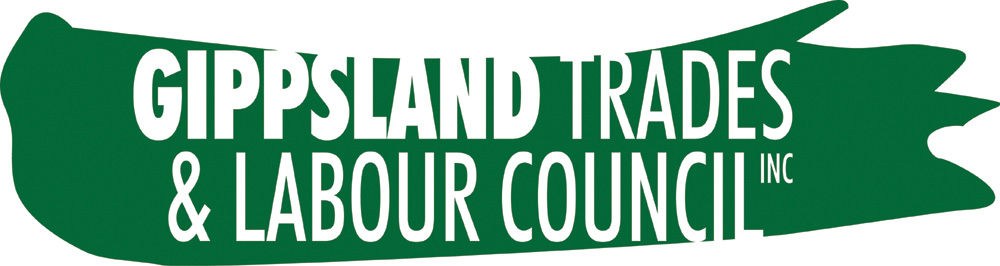 GIPPSLAND TRADES
& LABOUR COUNCIL INC